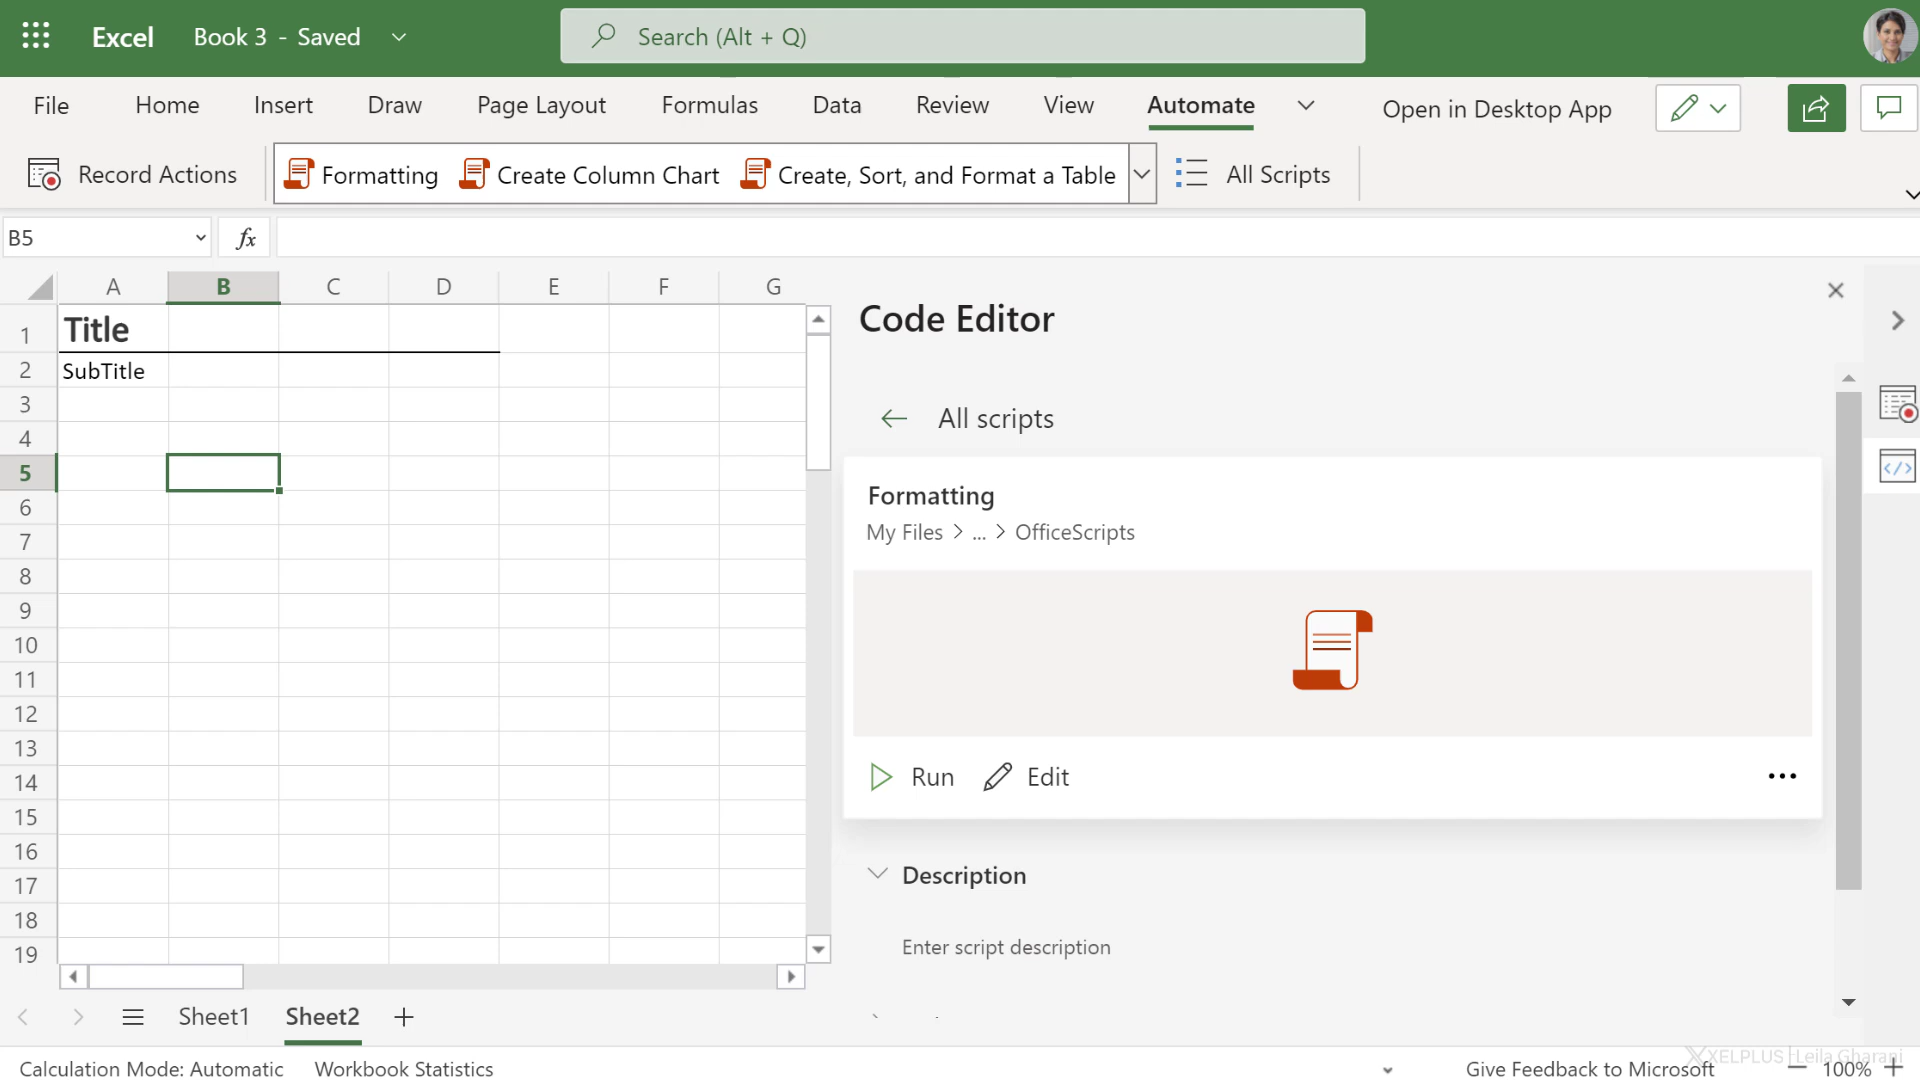 Excel Book 3 - Saved Search (Alt + Q)
File Home Insert Draw Page Layout Formulas Data Review View Automate Open in Desktop App
Record Actions Formatting Create Column Chart Create, Sort, and Format a Table All Scripts
B5 fx
A B C D E F G
1 Title
2 SubTitle
3
4
5
6
7
8
9
10
11
12
13
14
15
16
17
18
19
Code Editor
All scripts
Formatting
My Files > ... > OfficeScripts
Run Edit ...
Description
Enter script description
Sheet1 Sheet2 +
Calculation Mode: Automatic Workbook Statistics Give Feedback to Microsoft — 100% +
XELPLUS | Leila Gharani